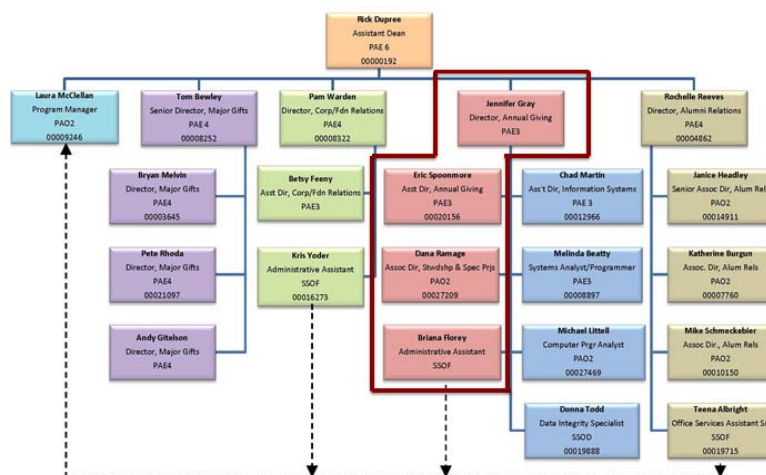 Rick Dupree
Assistant Dean
PAE 6
00000192
Laura McClellan
Program Manager
PAO2
00009246
Tom Bewley
Senior Director, Major Gifts
PAE 4
00008252
Pam Warden
Director, Corp/Fdn Relations
PAE4
00008322
Jennifer Gray
Director, Annual Giving
PAE3
Rochelle Reeves
Director, Alumni Relations
PAE4
00004862
Bryan Melvin
Director, Major Gifts
PAE4
00003645
Betsy Feeny
Asst Dir, Corp/Fdn Relations
PAE3
Eric Spoonmore
Asst Dir, Annual Giving
PAE3
00020156
Chad Martin
Ass't Dir, Information Systems
PAE 3
00012966
Janice Headley
Senior Assoc Dir, Alum Rels
PAO2
00014911
Pete Rhoda
Director, Major Gifts
PAE4
00021097
Kris Yoder
Administrative Assistant
SSOF
00016273
Dana Ramage
Assoc Dir, Stwdshp & Spec Prjs
PAO2
00027209
Melinda Beatty
Systems Analyst/Programmer
PAE3
00008897
Katherine Burgun
Assoc. Dir, Alum Rels
PAO2
00007760
Andy Gitelson
Director, Major Gifts
PAE4
Briana Florey
Administrative Assistant
SSOF
Michael Littell
Computer Prgr Analyst
PAO2
00027469
Mike Schmeckebier
Assoc Dir., Alum Rels
PAO2
00010150
Donna Todd
Data Integrity Specialist
SSOD
00019888
Teena Albright
Office Services Assistant
SSOF
00019715